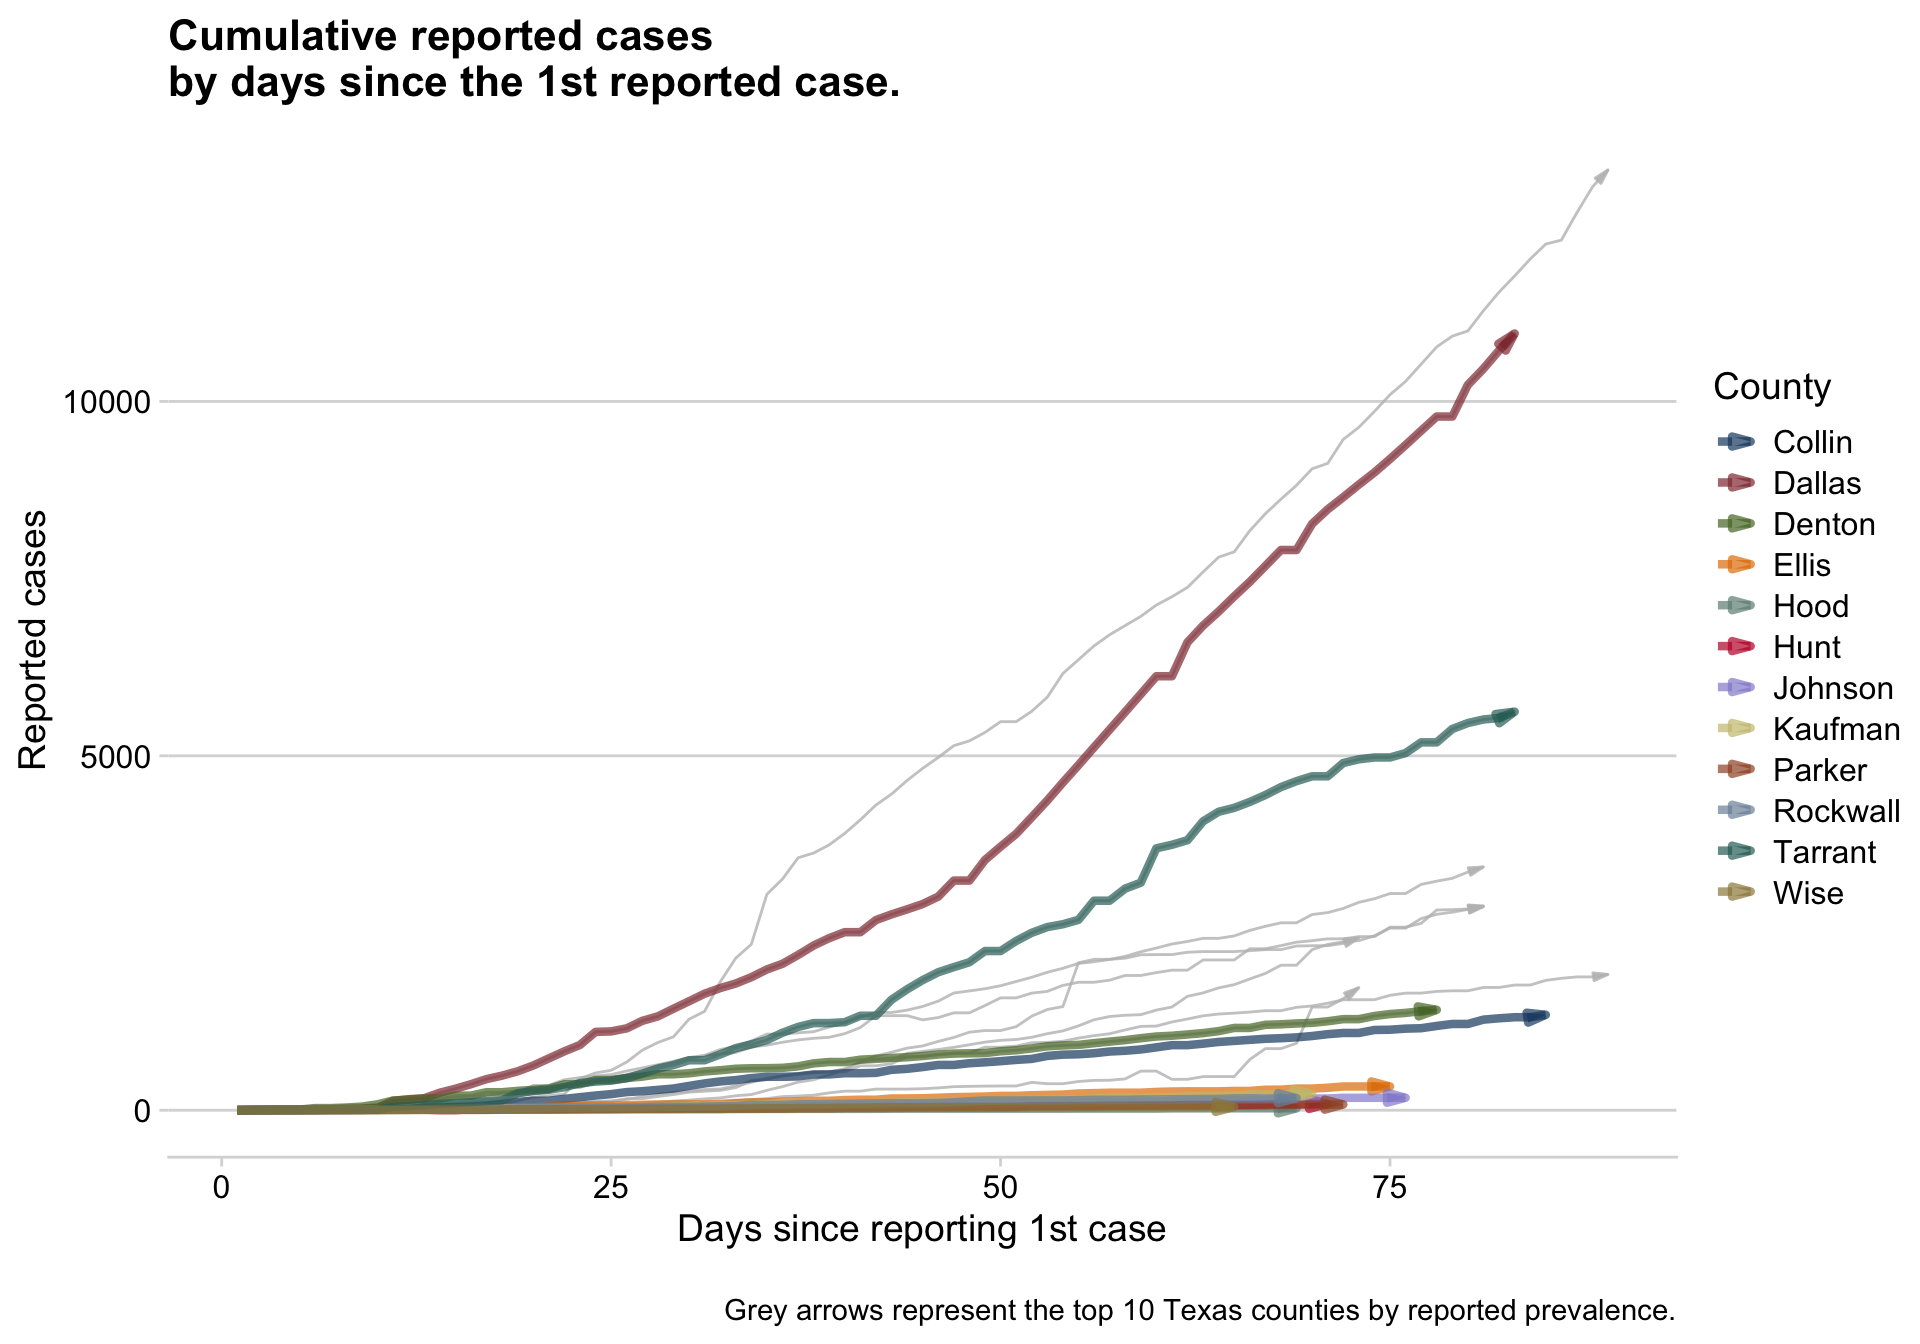 Cumulative reported cases
by days since the 1st reported case.
Reported cases
10000
5000
0
0
25
50
75
Days since reporting 1st case
County
Collin
Dallas
Denton
Ellis
Hood
Hunt
Johnson
Kaufman
Parker
Rockwall
Tarrant
Wise
Grey arrows represent the top 10 Texas counties by reported prevalence.